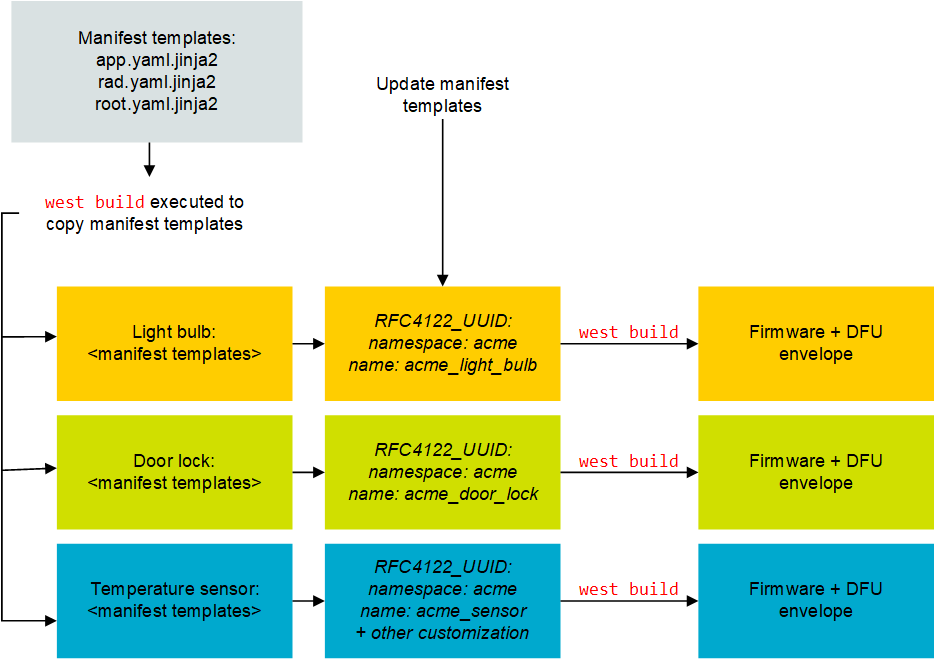 Manifest templates:
app.yaml.jinja2
rad.yaml.jinja2
root.yaml.jinja2
Update manifest
templates
west build executed to
copy manifest templates
Light bulb:
<manifest templates>
RFC4122_UUID:
namespace: acme
name: acme_light_bulb
west build
Firmware + DFU
envelope
Door lock:
<manifest templates>
RFC4122_UUID:
namespace: acme
name: acme_door_lock
west build
Firmware + DFU
envelope
Temperature sensor:
<manifest templates>
RFC4122_UUID:
namespace: acme
name: acme_sensor
+ other customization
west build
Firmware + DFU
envelope